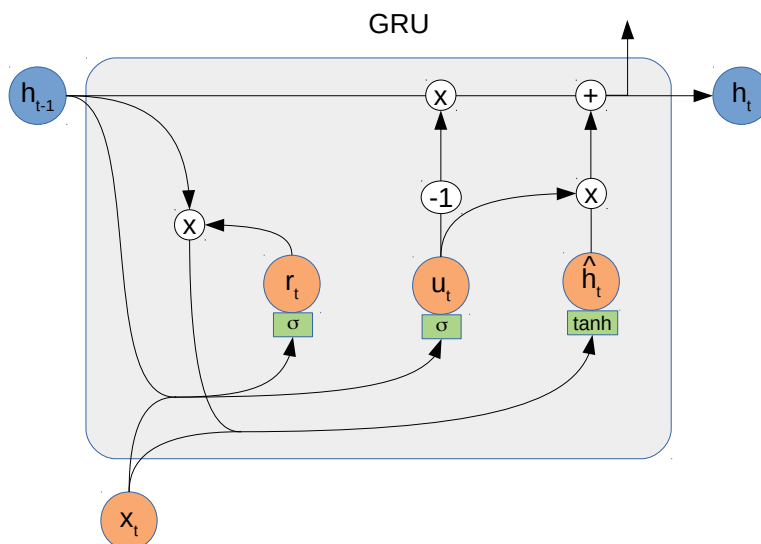 GRU
h t-1
x
+
h t
-1
x
x
r t
u t
ĥ t
σ
σ
tanh
x t